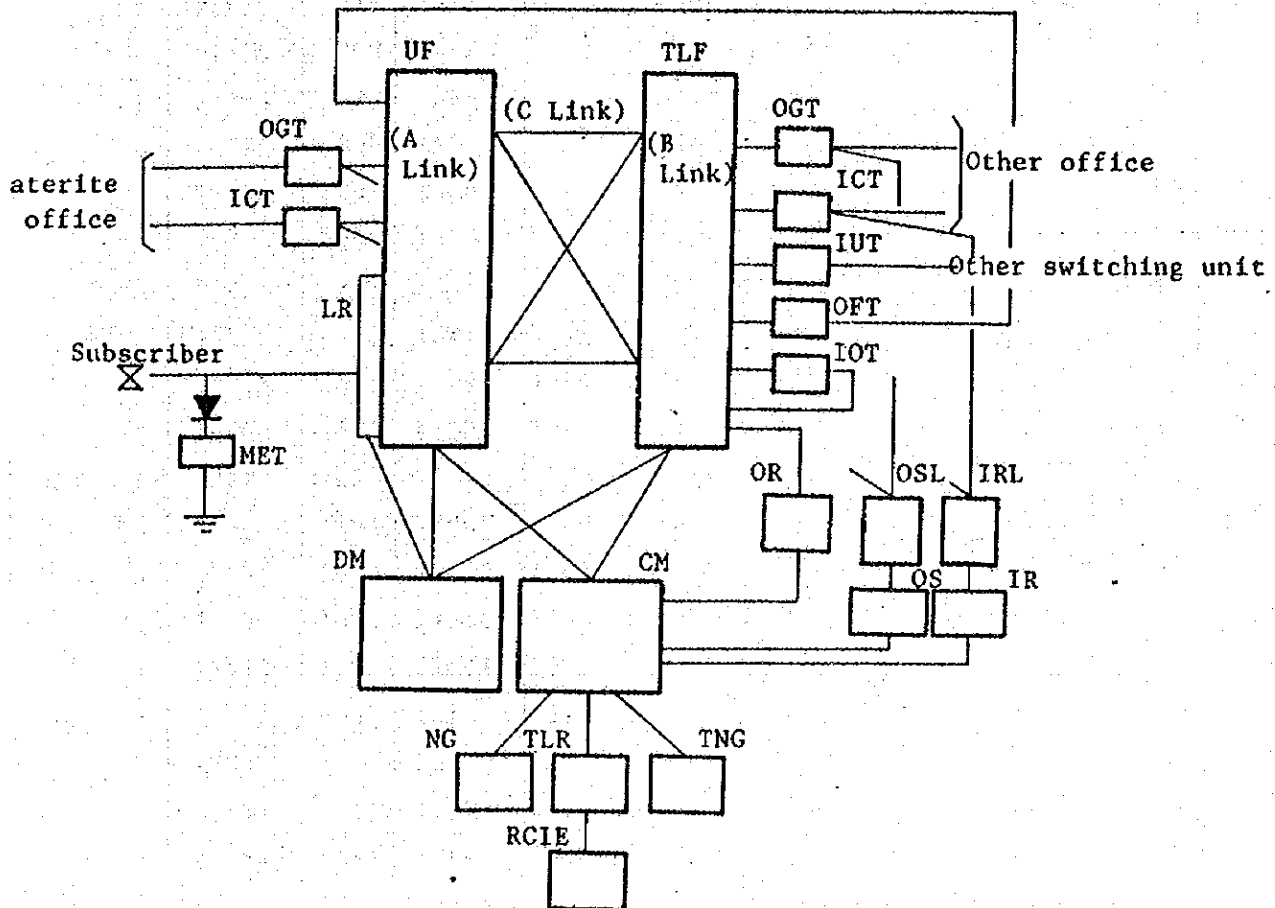 UF
TLF
(C Link)
OGT
OGT
(A
Link)
(B
Link)
aterite
office
ICT
ICT
Other office
IUT
Other switching unit
LR
OFT
Subscriber
IOT
MET
OR
OSL
IRL
DM
CM
OS
IR
NG
TLR
TNG
RCIE